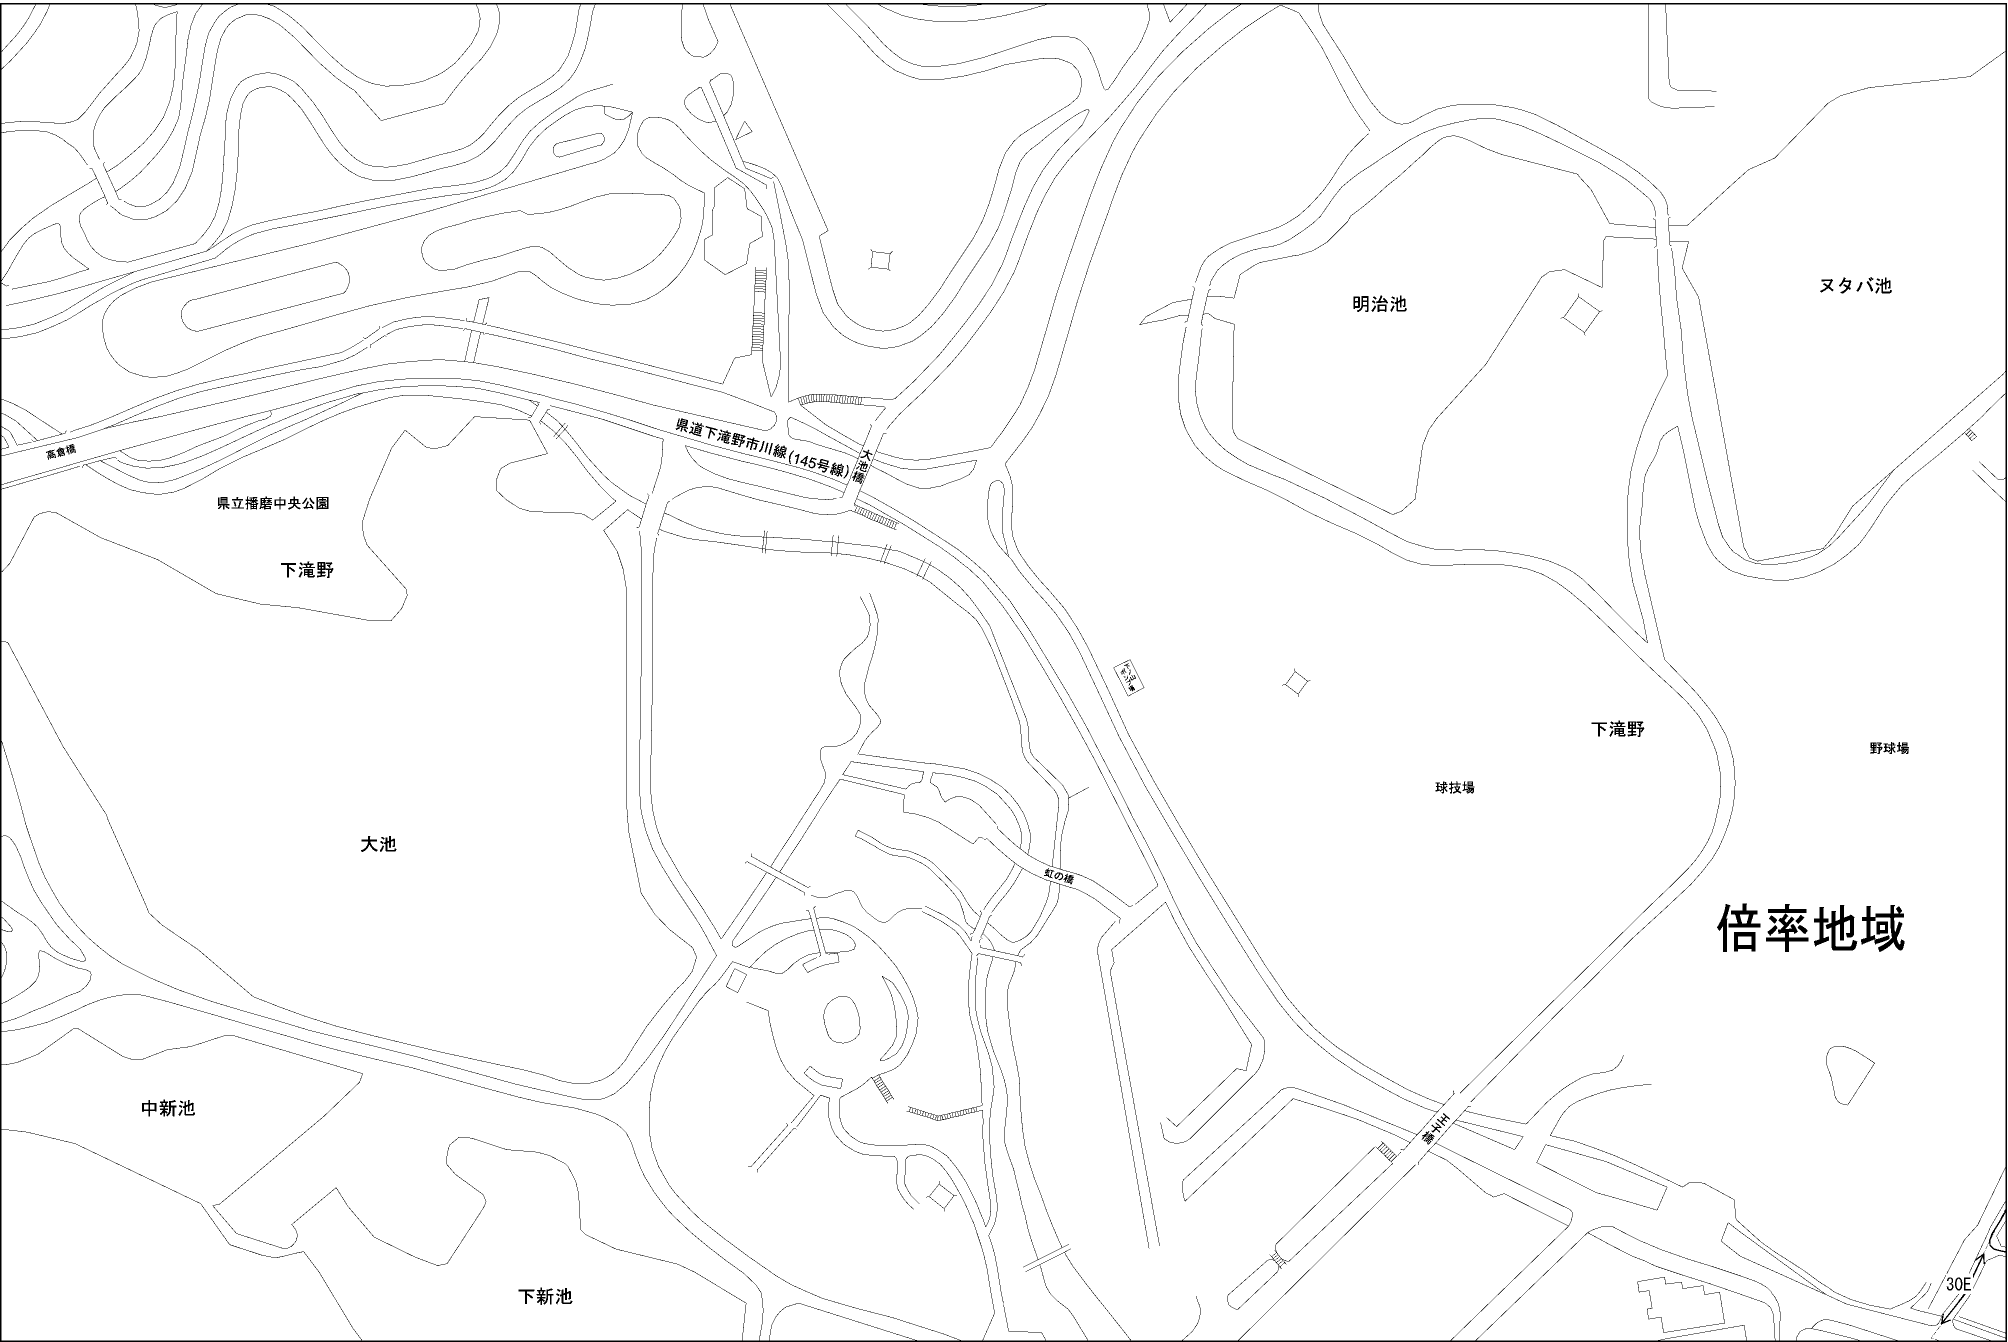 ヌタバ池
明治池
県道下滝野市川線(145号線)
大池橋
高倉橋
県立播磨中央公園
下滝野
下滝野
野球場
球技場
大池
虹の橋
倍率地域
中新池
王子橋
30E
下新池